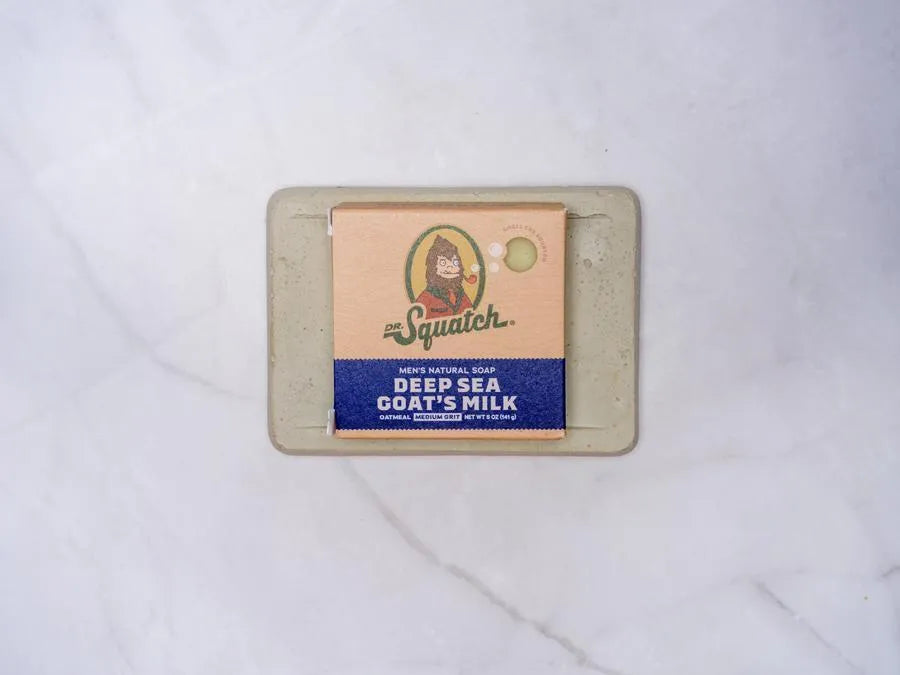 DR.
Squatch®
MEN'S NATURAL SOAP
DEEP SEA
GOAT'S MILK
OATMEAL MEDIUM GRIT NET WT 5 OZ (141 g)